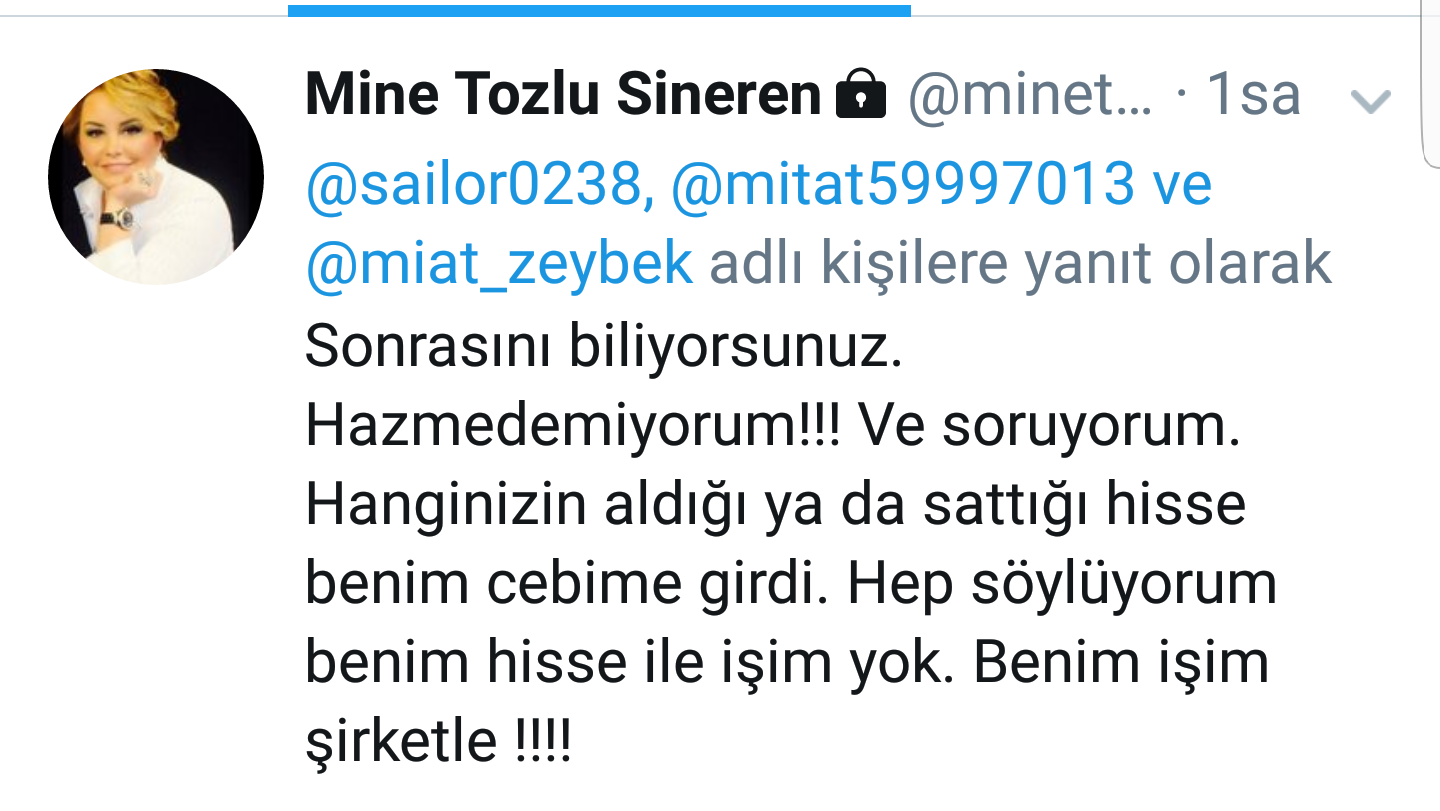 Mine Tozlu Sineren @minet... · 1sa
@sailor0238, @mitat59997013 ve
@miat_zeybek adlı kişilere yanıt olarak
Sonrasını biliyorsunuz.
Hazmedemiyorum!!! Ve soruyorum.
Hanginizin aldığı ya da sattığı hisse
benim cebime girdi. Hep söylüyorum
benim hisse ile işim yok. Benim işim
şirketle !!!!